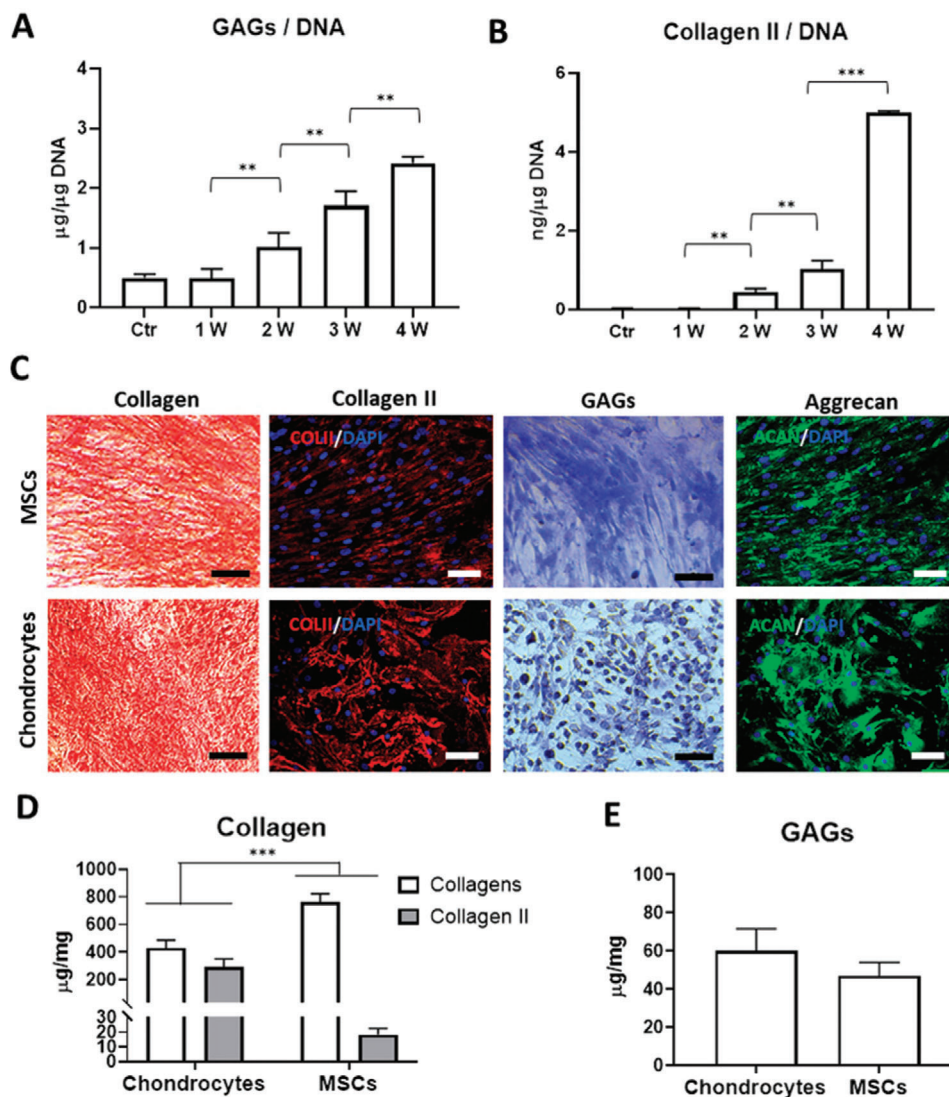 A
GAGs / DNA
μg/μg DNA
4
3
2
1
0
**
**
**
Ctr
1 W
2 W
3 W
4 W
B
Collagen II / DNA
ng/μg DNA
6
4
2
0
**
**
***
Ctr
1 W
2 W
3 W
4 W
C
Collagen
Collagen II
GAGs
Aggrecan
MSCs
COLII/DAPI
ACAN/DAPI
Chondrocytes
COLII/DAPI
ACAN/DAPI
D
Collagen
μg/mg
1000
800
600
400
30
20
10
0
***
Collagens
Collagen II
Chondrocytes
MSCs
E
GAGs
μg/mg
100
80
60
40
20
0
Chondrocytes
MSCs